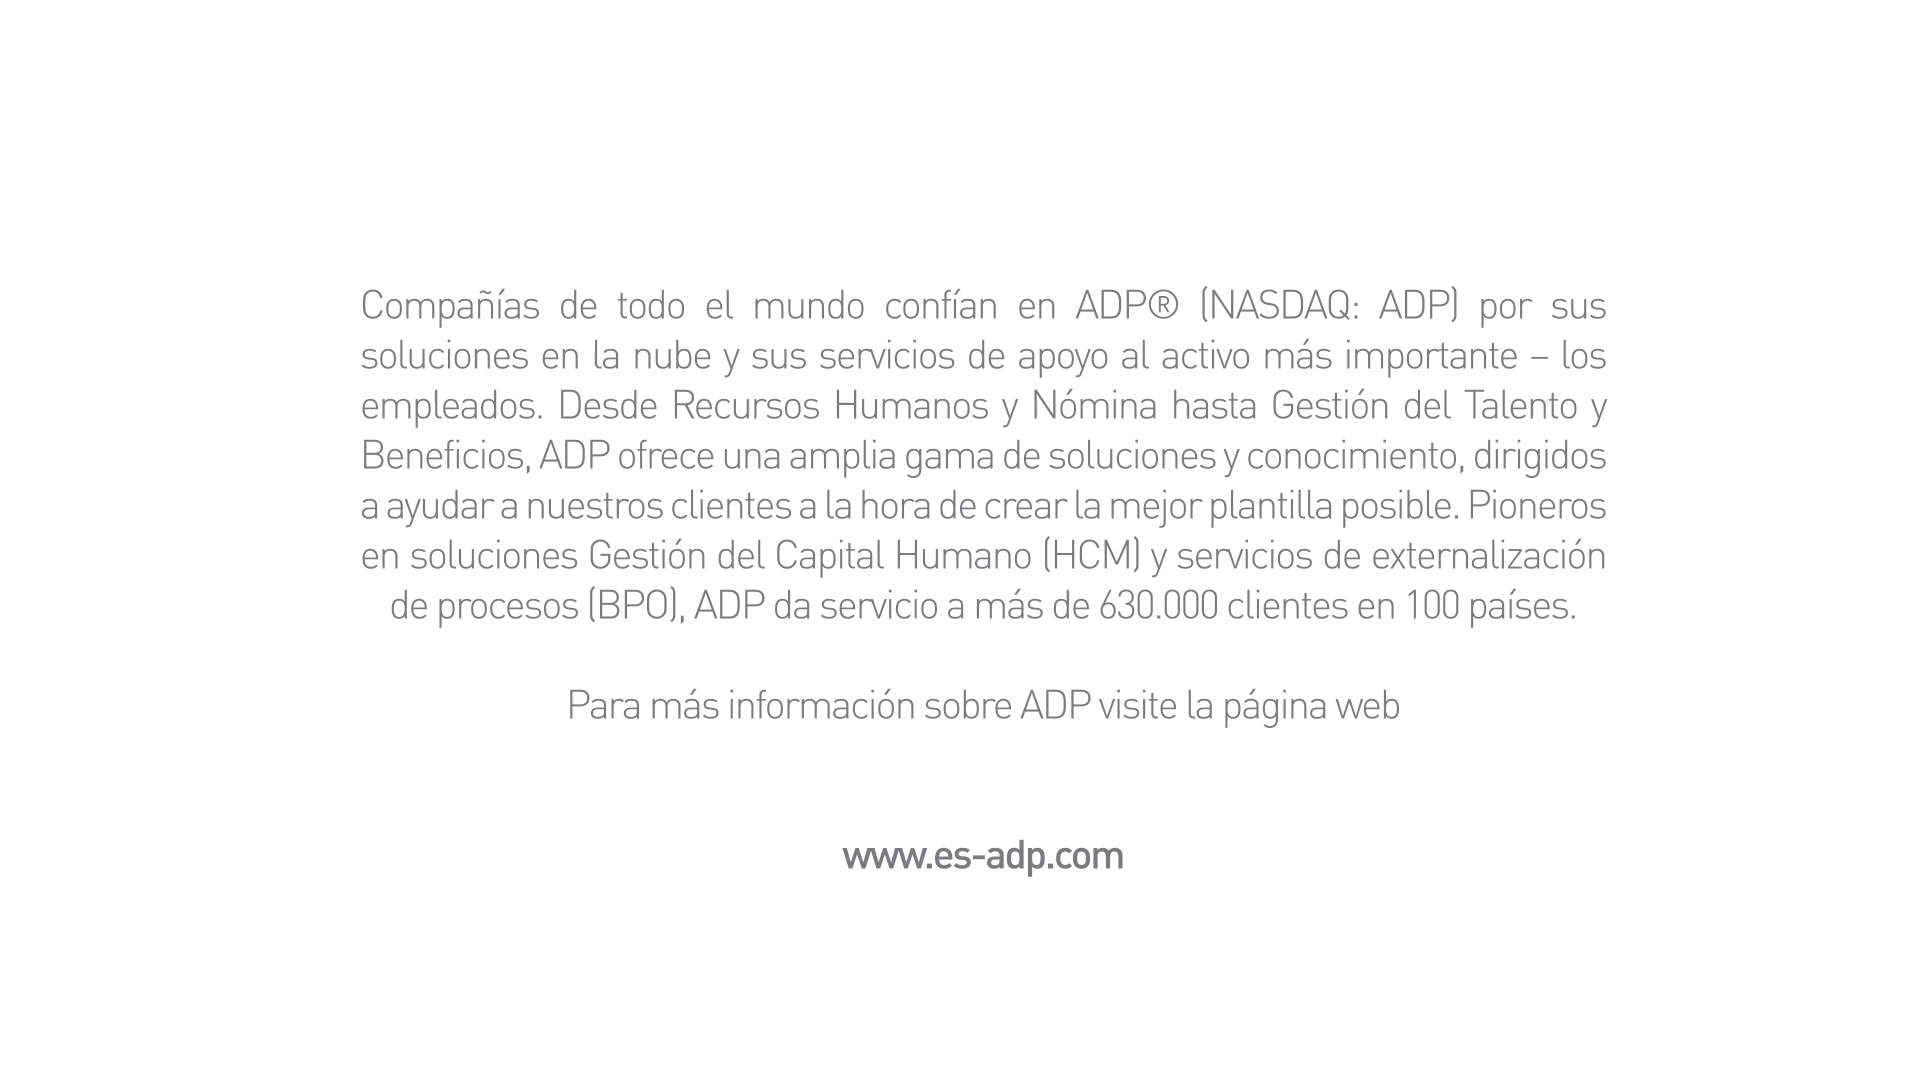 Compañías de todo el mundo confían en ADP® (NASDAQ: ADP) por sus
soluciones en la nube y sus servicios de apoyo al activo más importante – los
empleados. Desde Recursos Humanos y Nómina hasta Gestión del Talento y
Beneficios, ADP ofrece una amplia gama de soluciones y conocimiento, dirigidos
a ayudar a nuestros clientes a la hora de crear la mejor plantilla posible. Pioneros
en soluciones Gestión del Capital Humano (HCM) y servicios de externalización
de procesos (BPO), ADP da servicio a más de 630.000 clientes en 100 países.
Para más información sobre ADP visite la página web
www.es-adp.com